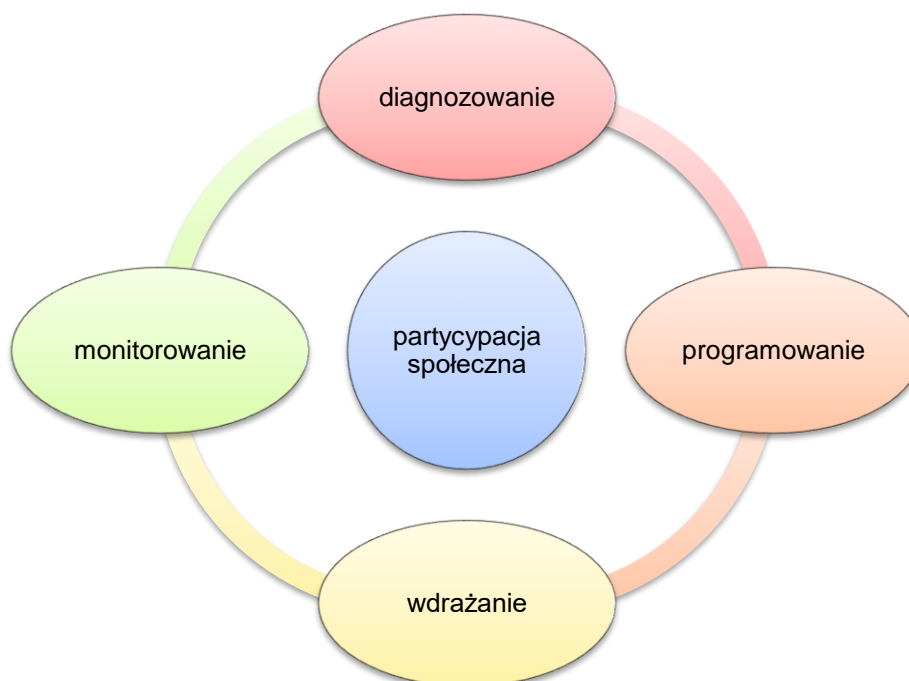 diagnozowanie
monitorowanie
partycypacja
społeczna
programowanie
wdrażanie